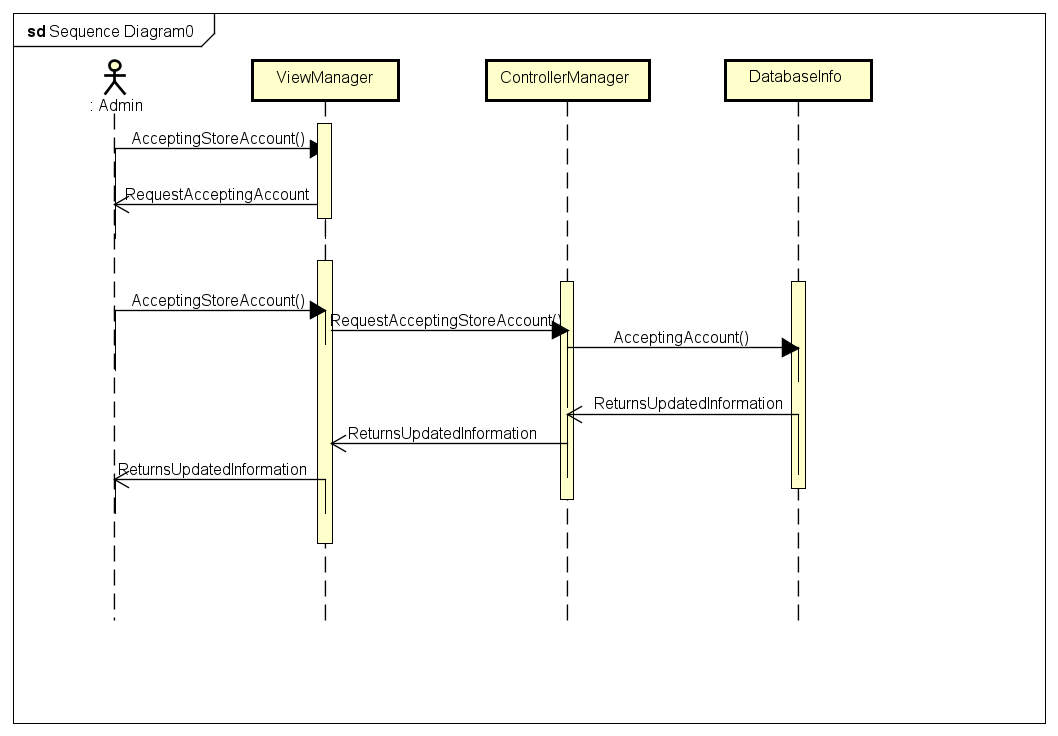 sd Sequence Diagram0
: Admin
ViewManager
ControllerManager
DatabaseInfo
AcceptingStoreAccount()
RequestAcceptingAccount
AcceptingStoreAccount()
RequestAcceptingStoreAccount()
AcceptingAccount()
ReturnsUpdatedInformation
ReturnsUpdatedInformation
ReturnsUpdatedInformation